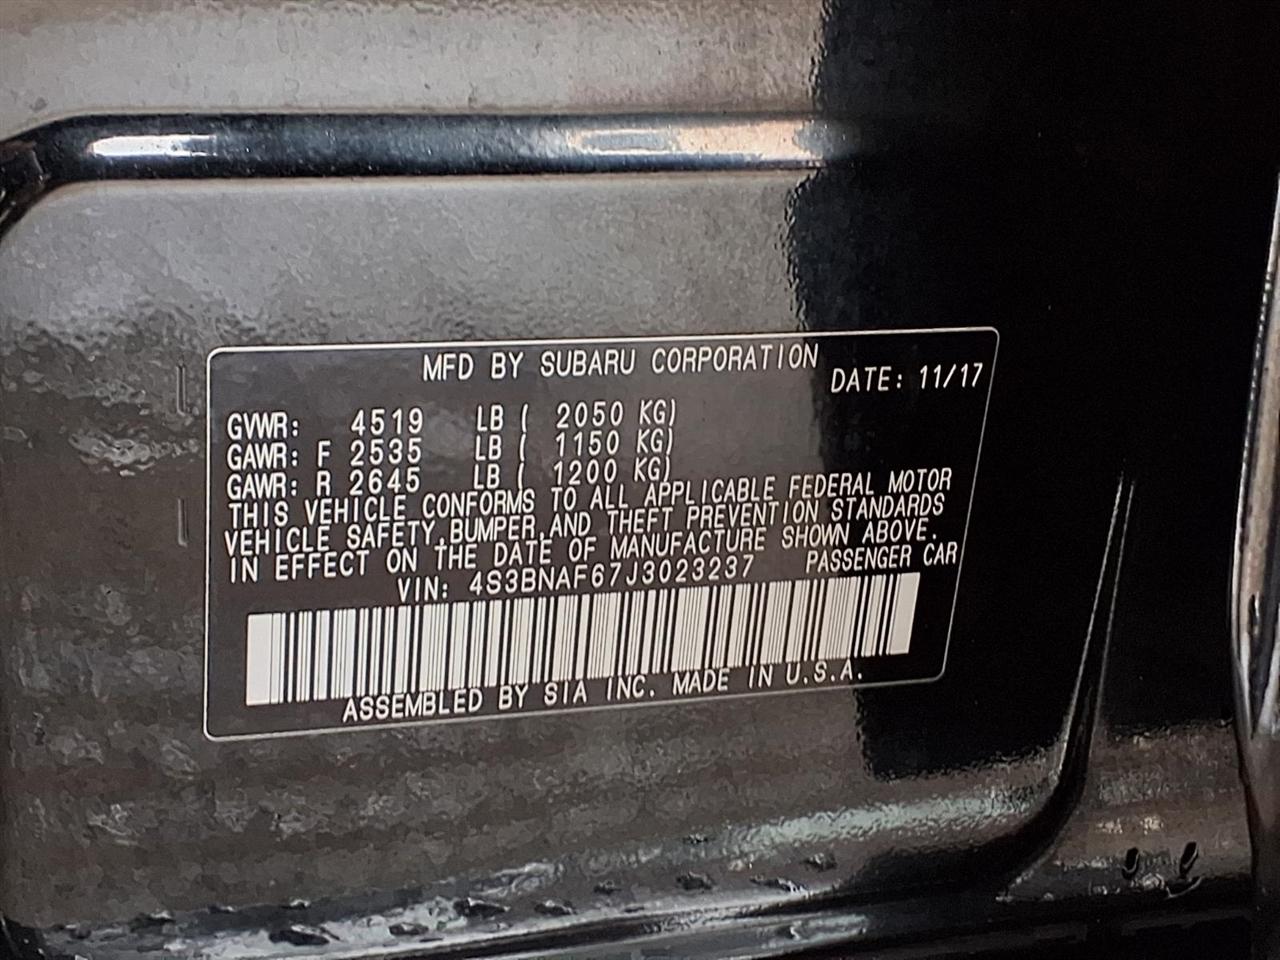 MFD BY SUBARU CORPORATION
DATE: 11/17
GVWR: 4519 LB ( 2050 KG)
GAWR: F 2535 LB ( 1150 KG)
GAWR: R 2645 LB ( 1200 KG)
THIS VEHICLE CONFORMS TO ALL APPLICABLE FEDERAL MOTOR
VEHICLE SAFETY,BUMPER,AND THEFT PREVENTION STANDARDS
IN EFFECT ON THE DATE OF MANUFACTURE SHOWN ABOVE.
VIN: 4S3BNAF67J3023237 PASSENGER CAR
ASSEMBLED BY SIA INC. MADE IN U.S.A.